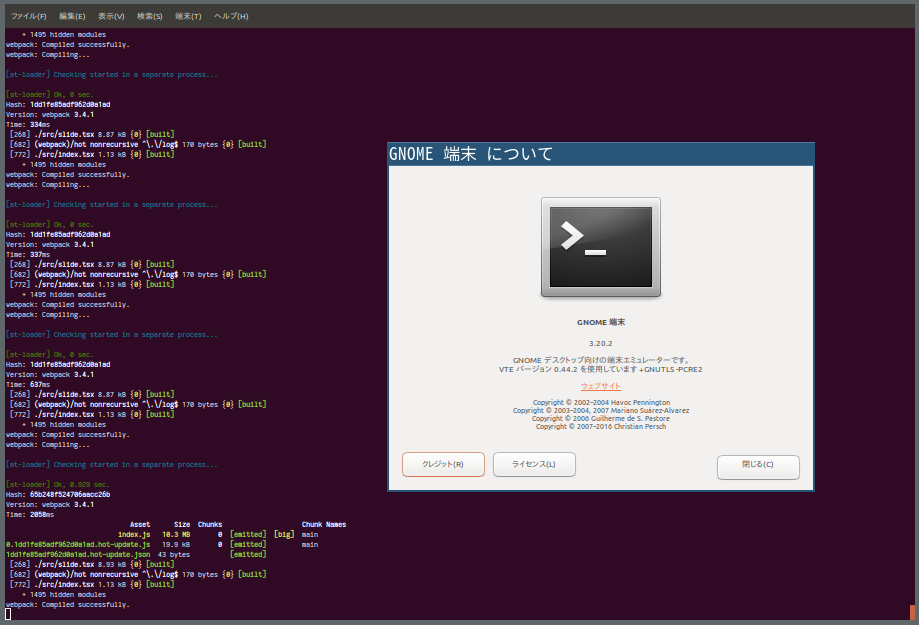 ファイル(F) 編集(E) 表示(V) 検索(S) 端末(T) ヘルプ(H)
+ 1495 hidden modules
webpack: Compiled successfully.
webpack: Compiling...
[at-loader] Checking started in a separate process...
[at-loader] Ok, 0 sec.
Hash: 1dd1fe85adf962d0a1ad
Version: webpack 3.4.1
Time: 334ms
[268] ./src/slide.tsx 8.87 kB {0} [built]
[682] (webpack)/hot nonrecursive ^\.\/log$ 170 bytes {0} [built]
[772] ./src/index.tsx 1.13 kB {0} [built]
+ 1495 hidden modules
webpack: Compiled successfully.
webpack: Compiling...
[at-loader] Checking started in a separate process...
[at-loader] Ok, 0 sec.
Hash: 1dd1fe85adf962d0a1ad
Version: webpack 3.4.1
Time: 337ms
[268] ./src/slide.tsx 8.87 kB {0} [built]
[682] (webpack)/hot nonrecursive ^\.\/log$ 170 bytes {0} [built]
[772] ./src/index.tsx 1.13 kB {0} [built]
+ 1495 hidden modules
webpack: Compiled successfully.
webpack: Compiling...
[at-loader] Checking started in a separate process...
[at-loader] Ok, 0 sec.
Hash: 1dd1fe85adf962d0a1ad
Version: webpack 3.4.1
Time: 637ms
[268] ./src/slide.tsx 8.87 kB {0} [built]
[682] (webpack)/hot nonrecursive ^\.\/log$ 170 bytes {0} [built]
[772] ./src/index.tsx 1.13 kB {0} [built]
+ 1495 hidden modules
webpack: Compiled successfully.
webpack: Compiling...
[at-loader] Checking started in a separate process...
[at-loader] Ok, 0.929 sec.
Hash: 65b248f524706aacc26b
Version: webpack 3.4.1
Time: 2058ms
Asset Size Chunks Chunk Names
index.js 10.3 MB 0 [emitted] [big] main
0.1dd1fe85adf962d0a1ad.hot-update.js 19.9 kB 0 [emitted] main
1dd1fe85adf962d0a1ad.hot-update.json 43 bytes [emitted]
[268] ./src/slide.tsx 8.93 kB {0} [built]
[682] (webpack)/hot nonrecursive ^\.\/log$ 170 bytes {0} [built]
[772] ./src/index.tsx 1.13 kB {0} [built]
+ 1495 hidden modules
webpack: Compiled successfully.
GNOME 端末 について
GNOME 端末
3.20.2
GNOME デスクトップ向けの端末エミュレーターです。
VTE バージョン 0.44.2 を使用しています +GNUTLS -PCRE2
ウェブサイト
Copyright © 2002–2004 Havoc Pennington
Copyright © 2003–2004, 2007 Mariano Suárez-Alvarez
Copyright © 2006 Guilherme de S. Pastore
Copyright © 2007–2016 Christian Persch
クレジット(R) ライセンス(L) 閉じる(C)